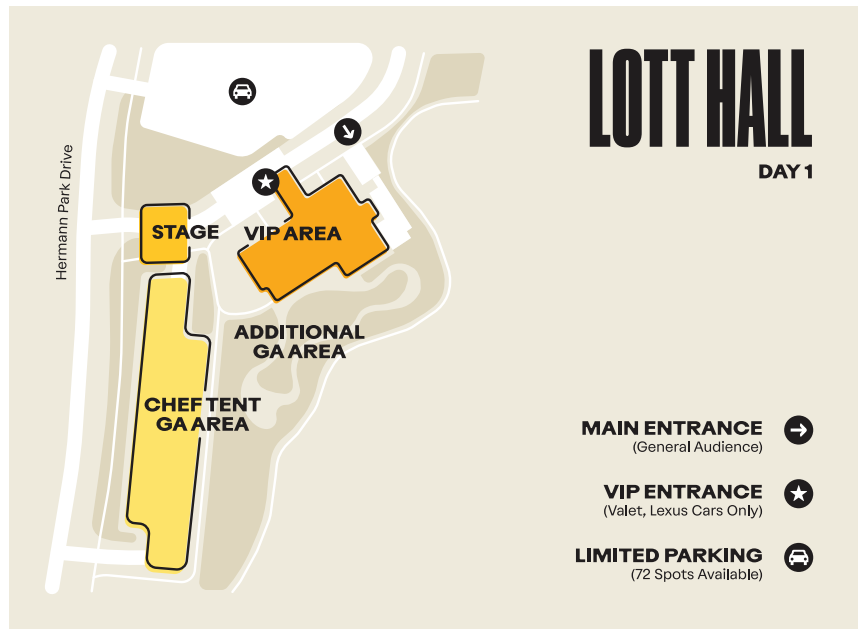 LOTT HALL
DAY 1
Hermann Park Drive
STAGE
VIP AREA
ADDITIONAL
GA AREA
CHEF TENT
GA AREA
MAIN ENTRANCE
(General Audience)
VIP ENTRANCE
(Valet, Lexus Cars Only)
LIMITED PARKING
(72 Spots Available)